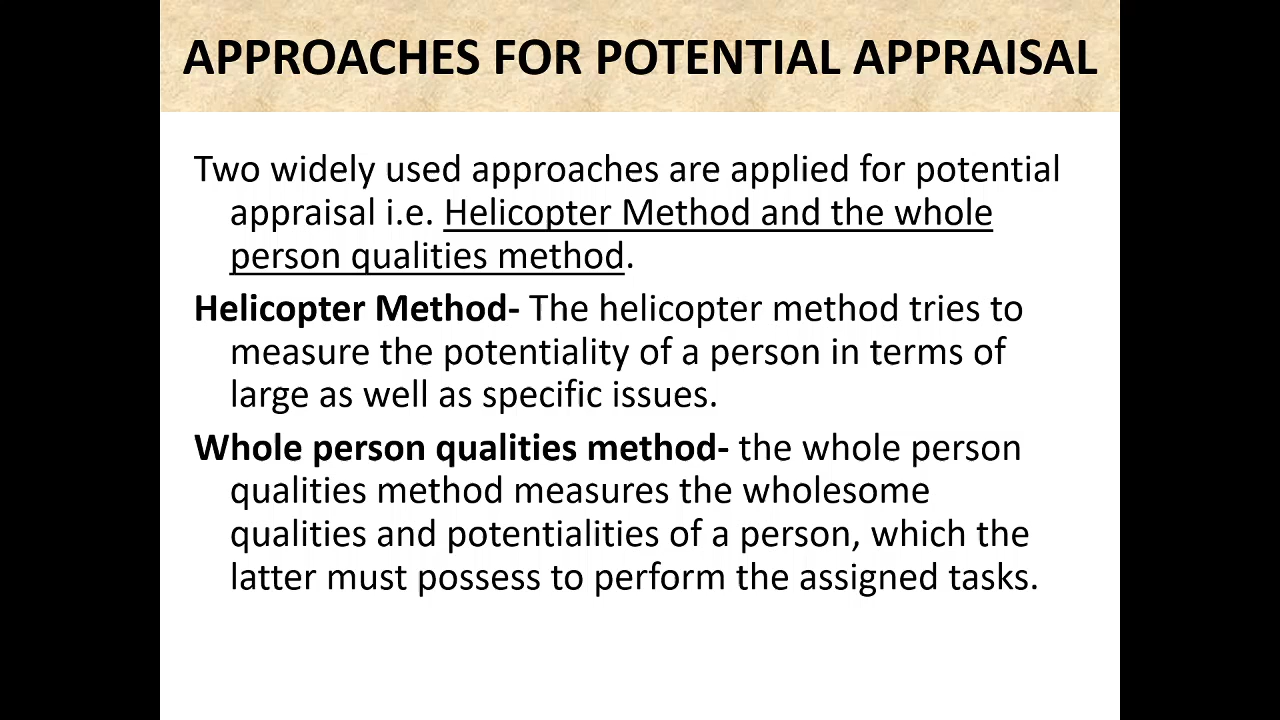 APPROACHES FOR POTENTIAL APPRAISAL
Two widely used approaches are applied for potential
appraisal i.e. Helicopter Method and the whole
person qualities method.
Helicopter Method- The helicopter method tries to
measure the potentiality of a person in terms of
large as well as specific issues.
Whole person qualities method- the whole person
qualities method measures the wholesome
qualities and potentialities of a person, which the
latter must possess to perform the assigned tasks.